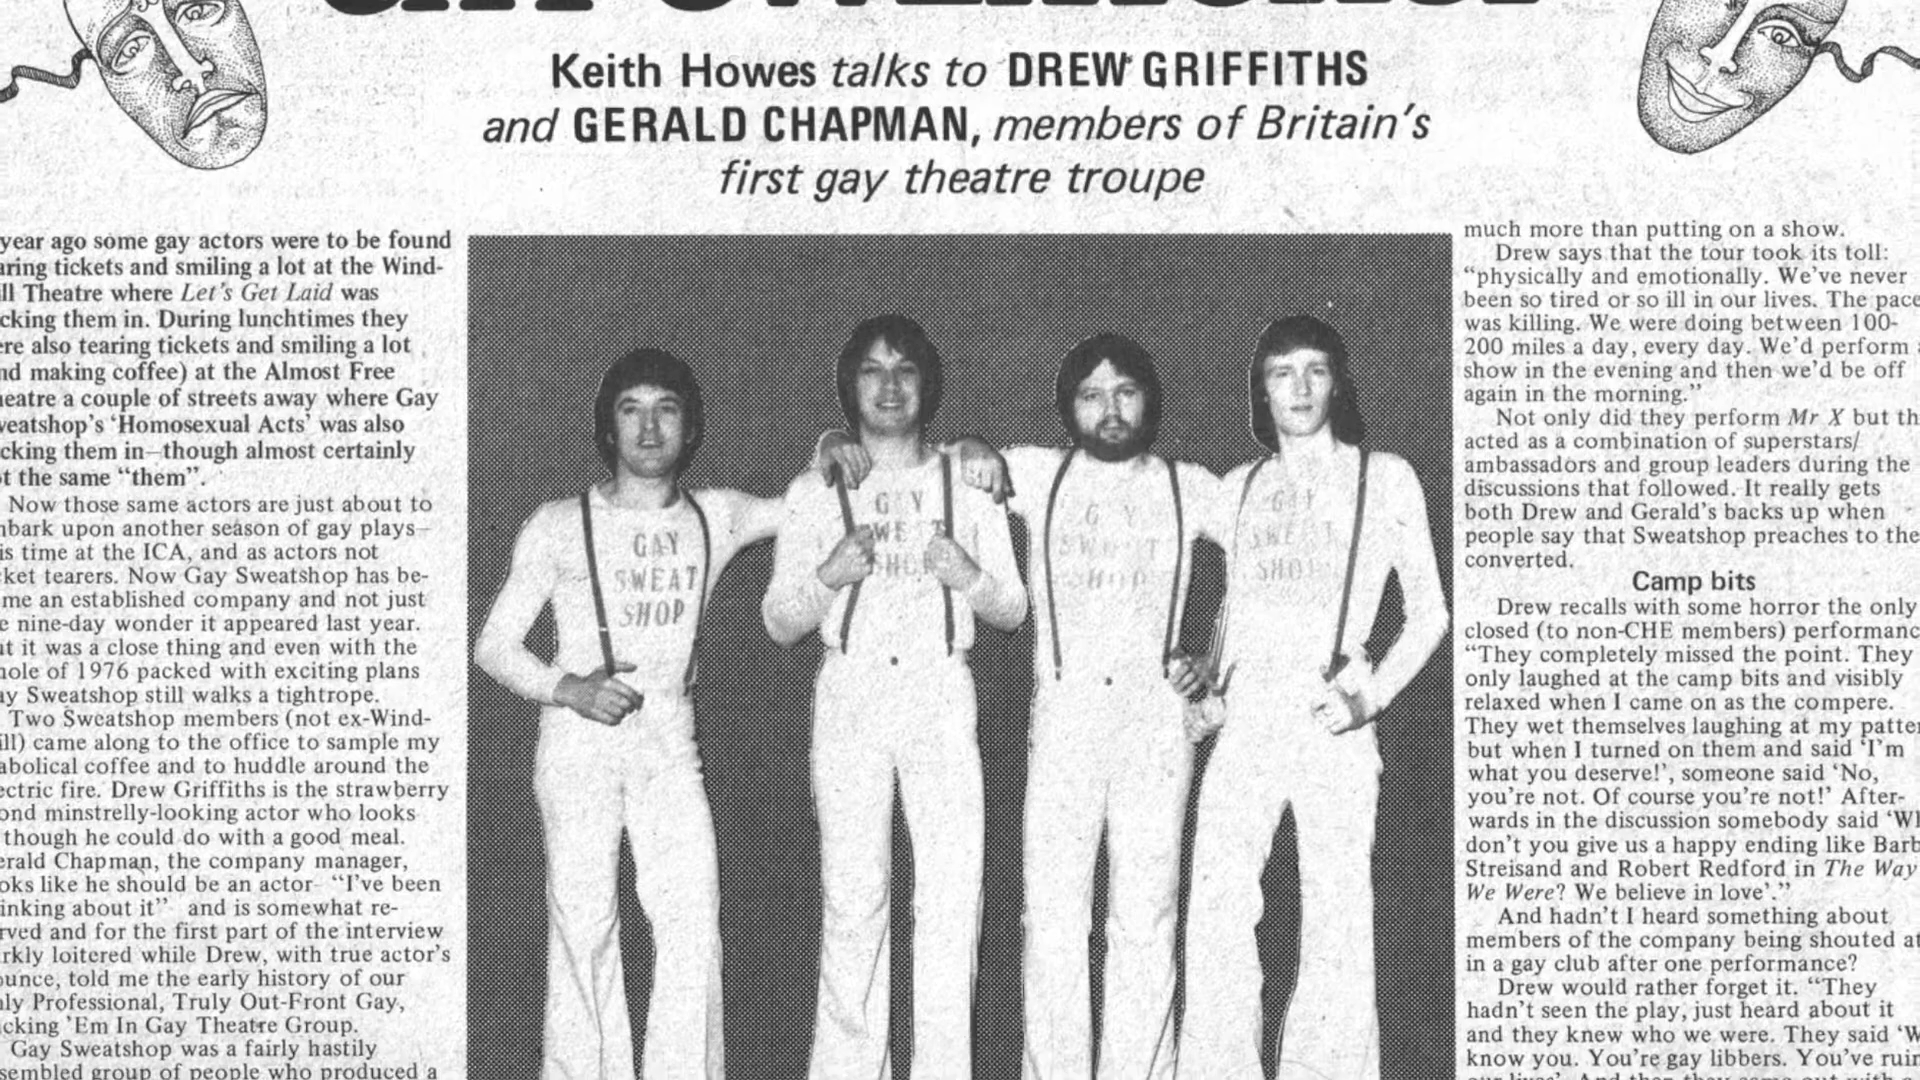 Keith Howes talks to DREW GRIFFITHS
and GERALD CHAPMAN, members of Britain's
first gay theatre troupe
year ago some gay actors were to be found
aring tickets and smiling a lot at the Wind-
ll Theatre where Let's Get Laid was
cking them in. During lunchtimes they
ere also tearing tickets and smiling a lot
nd making coffee) at the Almost Free
heatre a couple of streets away where Gay
weatshop's 'Homosexual Acts' was also
cking them in—though almost certainly
ot the same "them".
Now those same actors are just about to
mbark upon another season of gay plays—
is time at the ICA, and as actors not
cket tearers. Now Gay Sweatshop has be-
me an established company and not just
e nine-day wonder it appeared last year.
ut it was a close thing and even with the
hole of 1976 packed with exciting plans
ay Sweatshop still walks a tightrope.
Two Sweatshop members (not ex-Wind-
ill) came along to the office to sample my
abolical coffee and to huddle around the
ectric fire. Drew Griffiths is the strawberry
ond minstrelly-looking actor who looks
though he could do with a good meal.
erald Chapman, the company manager,
oks like he should be an actor- "I've been
inking about it" and is somewhat re-
rved and for the first part of the interview
rkly loitered while Drew, with true actor's
ounce, told me the early history of our
nly Professional, Truly Out-Front Gay,
cking 'Em In Gay Theatre Group.
Gay Sweatshop was a fairly hastily
sembled group of people who produced a
GAY
SWEAT
SHOP
GAY
SWEAT
SHOP
GAY
SWEAT
SHOP
GAY
SWEAT
SHOP
much more than putting on a show.
Drew says that the tour took its toll:
"physically and emotionally. We've never
been so tired or so ill in our lives. The pace
was killing. We were doing between 100-
200 miles a day, every day. We'd perform a
show in the evening and then we'd be off
again in the morning."
Not only did they perform Mr X but th
acted as a combination of superstars/
ambassadors and group leaders during the
discussions that followed. It really gets
both Drew and Gerald's backs up when
people say that Sweatshop preaches to the
converted.
Camp bits
Drew recalls with some horror the only
closed (to non-CHE members) performanc
"They completely missed the point. They
only laughed at the camp bits and visibly
relaxed when I came on as the compere.
They wet themselves laughing at my patter
but when I turned on them and said 'I'm
what you deserve!', someone said 'No,
you're not. Of course you're not!' After-
wards in the discussion somebody said 'Wh
don't you give us a happy ending like Barb
Streisand and Robert Redford in The Way
We Were? We believe in love'."
And hadn't I heard something about
members of the company being shouted at
in a gay club after one performance?
Drew would rather forget it. "They
hadn't seen the play, just heard about it
and they knew who we were. They said 'W
know you. You're gay libbers. You've ruin